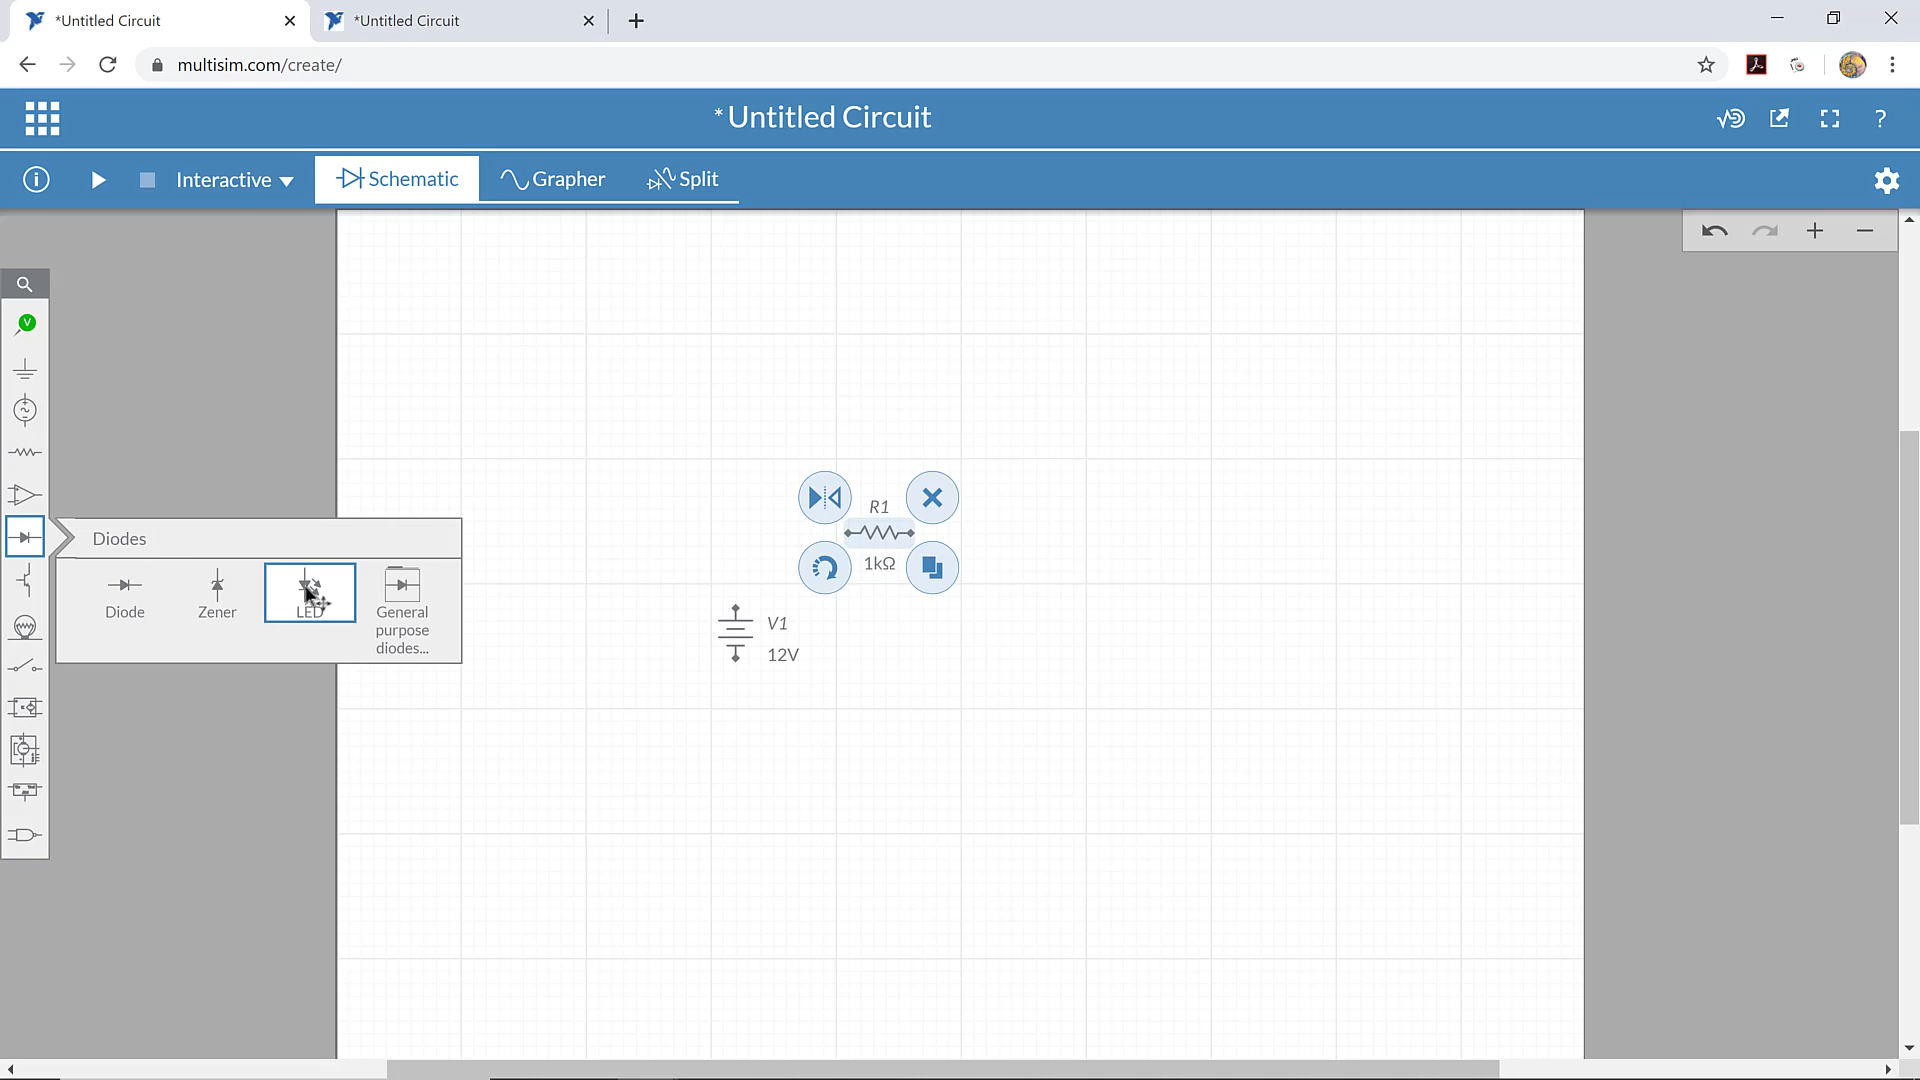 *Untitled Circuit
*Untitled Circuit
multisim.com/create/
*Untitled Circuit
?
Interactive
Schematic
Grapher
Split
V
Diodes
Diode
Zener
LED
General
purpose
diodes...
R1
1kΩ
V1
12V